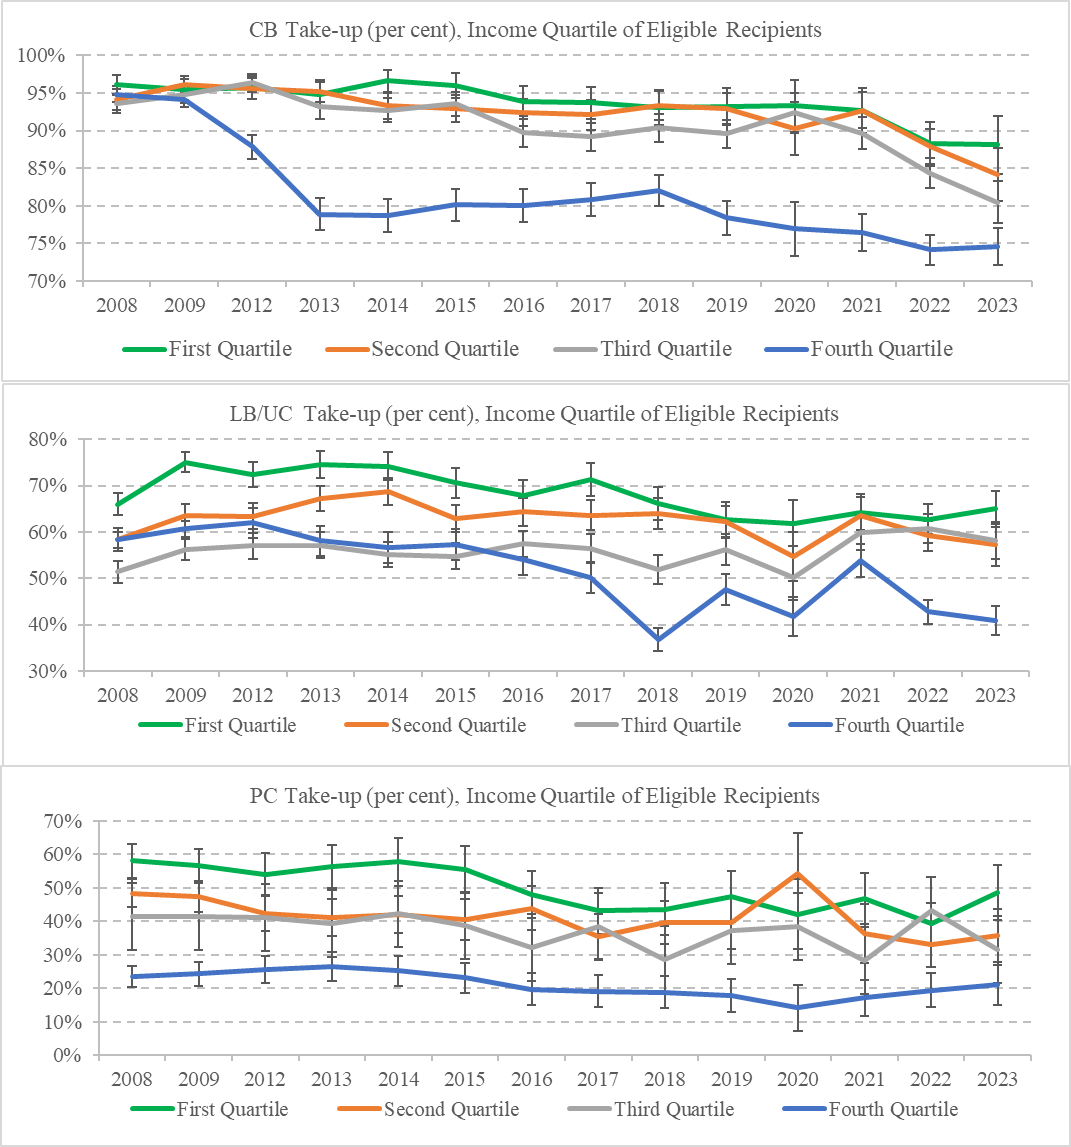 CB Take-up (per cent), Income Quartile of Eligible Recipients
100%
95%
90%
85%
80%
75%
70%
2008 2009 2012 2013 2014 2015 2016 2017 2018 2019 2020 2021 2022 2023
First Quartile Second Quartile Third Quartile Fourth Quartile
LB/UC Take-up (per cent), Income Quartile of Eligible Recipients
80%
70%
60%
50%
40%
30%
2008 2009 2012 2013 2014 2015 2016 2017 2018 2019 2020 2021 2022 2023
First Quartile Second Quartile Third Quartile Fourth Quartile
PC Take-up (per cent), Income Quartile of Eligible Recipients
70%
60%
50%
40%
30%
20%
10%
0%
2008 2009 2012 2013 2014 2015 2016 2017 2018 2019 2020 2021 2022 2023
First Quartile Second Quartile Third Quartile Fourth Quartile